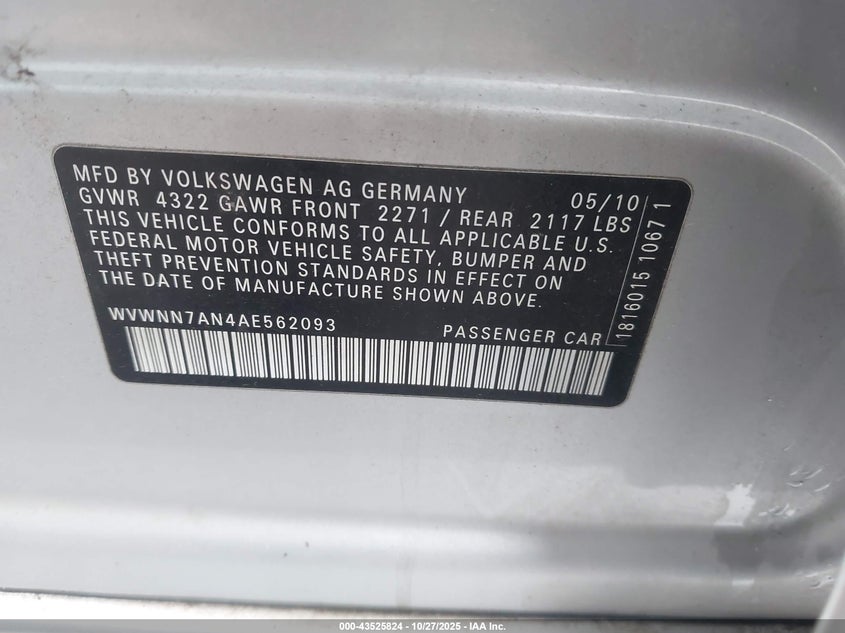 MFD BY VOLKSWAGEN AG GERMANY 05/10
GVWR 4322 GAWR FRONT 2271 / REAR 2117 LBS
THIS VEHICLE CONFORMS TO ALL APPLICABLE U.S.
FEDERAL MOTOR VEHICLE SAFETY, BUMPER AND
THEFT PREVENTION STANDARDS IN EFFECT ON
THE DATE OF MANUFACTURE SHOWN ABOVE.
WVWNN7AN4AE562093 PASSENGER CAR
1816015 1067 1
000-43525824 - 10/27/2025 - IAA Inc.